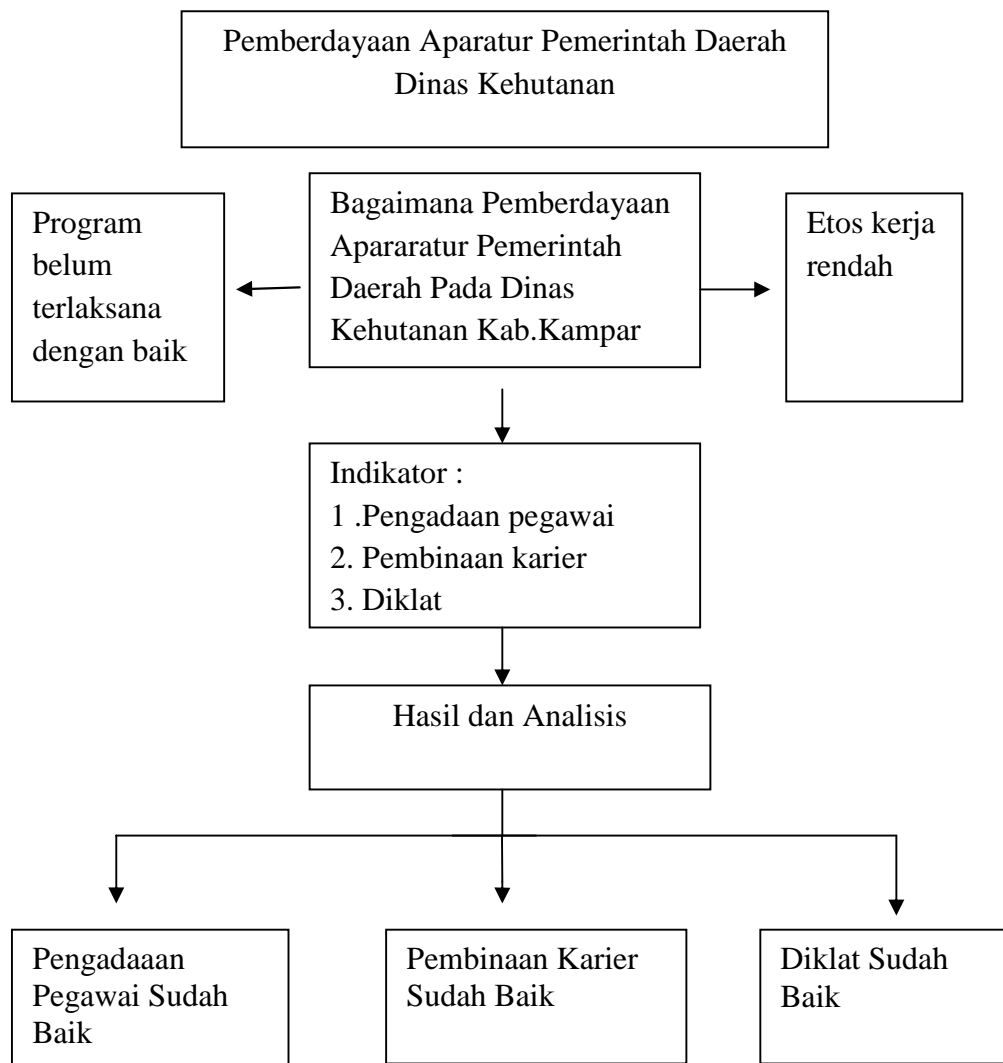 Pemberdayaan Aparatur Pemerintah Daerah
Dinas Kehutanan
Program
belum
terlaksana
dengan baik
Bagaimana Pemberdayaan
Apararatur Pemerintah
Daerah Pada Dinas
Kehutanan Kab.Kampar
Etos kerja
rendah
Indikator :
1 .Pengadaan pegawai
2. Pembinaan karier
3. Diklat
Hasil dan Analisis
Pengadaaan
Pegawai Sudah
Baik
Pembinaan Karier
Sudah Baik
Diklat Sudah
Baik